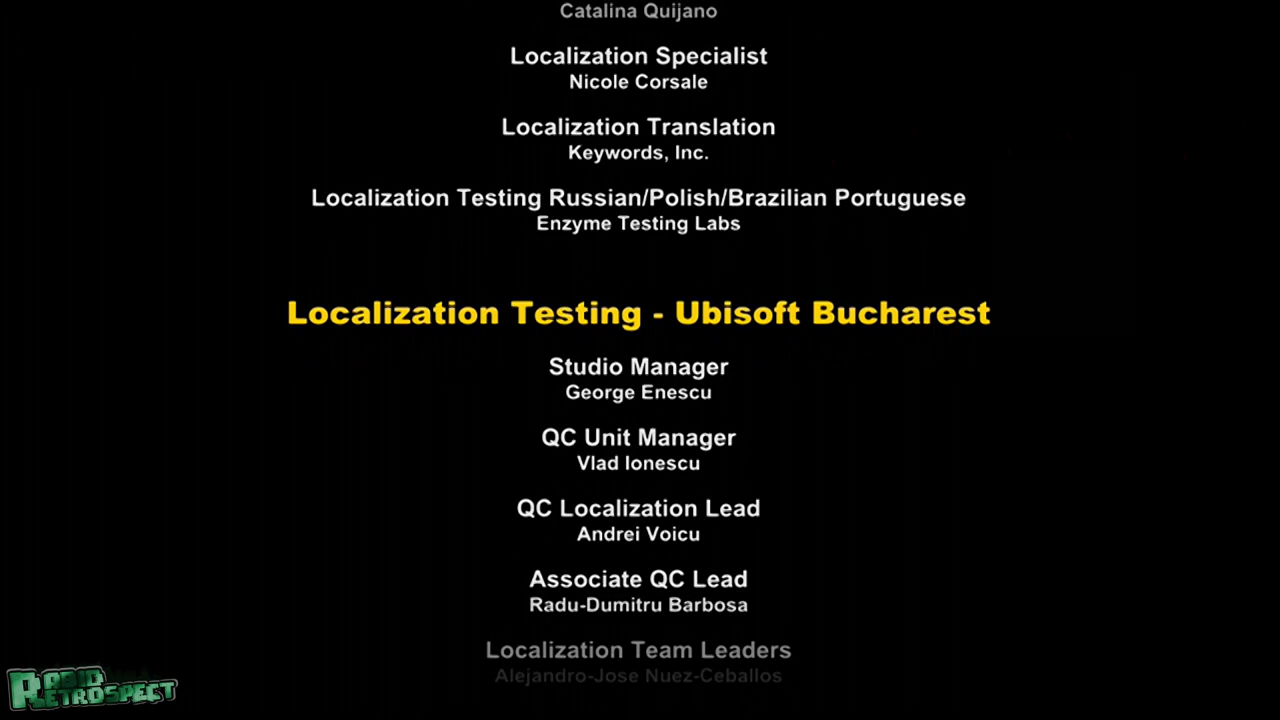 Catalina Quijano
Localization Specialist
Nicole Corsale
Localization Translation
Keywords, Inc.
Localization Testing Russian/Polish/Brazilian Portuguese
Enzyme Testing Labs
Localization Testing - Ubisoft Bucharest
Studio Manager
George Enescu
QC Unit Manager
Vlad Ionescu
QC Localization Lead
Andrei Voicu
Associate QC Lead
Radu-Dumitru Barbosa
Localization Team Leaders
Alejandro-Jose Nuez-Ceballos
Rabid
Retrospect